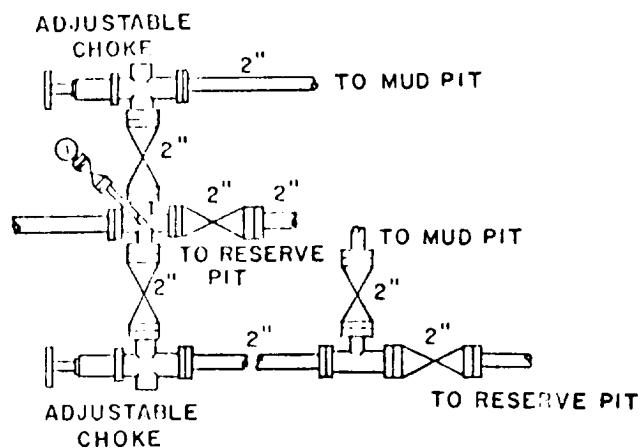 ADJUSTABLE
CHOKE
2"
TO MUD PIT
2"
2"
2"
TO RESERVE
PIT
TO MUD PIT
2"
2"
2"
2"
TO RESERVE PIT
ADJUSTABLE
CHOKE